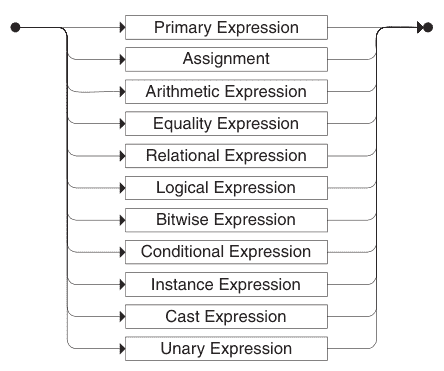 Primary Expression
Assignment
Arithmetic Expression
Equality Expression
Relational Expression
Logical Expression
Bitwise Expression
Conditional Expression
Instance Expression
Cast Expression
Unary Expression